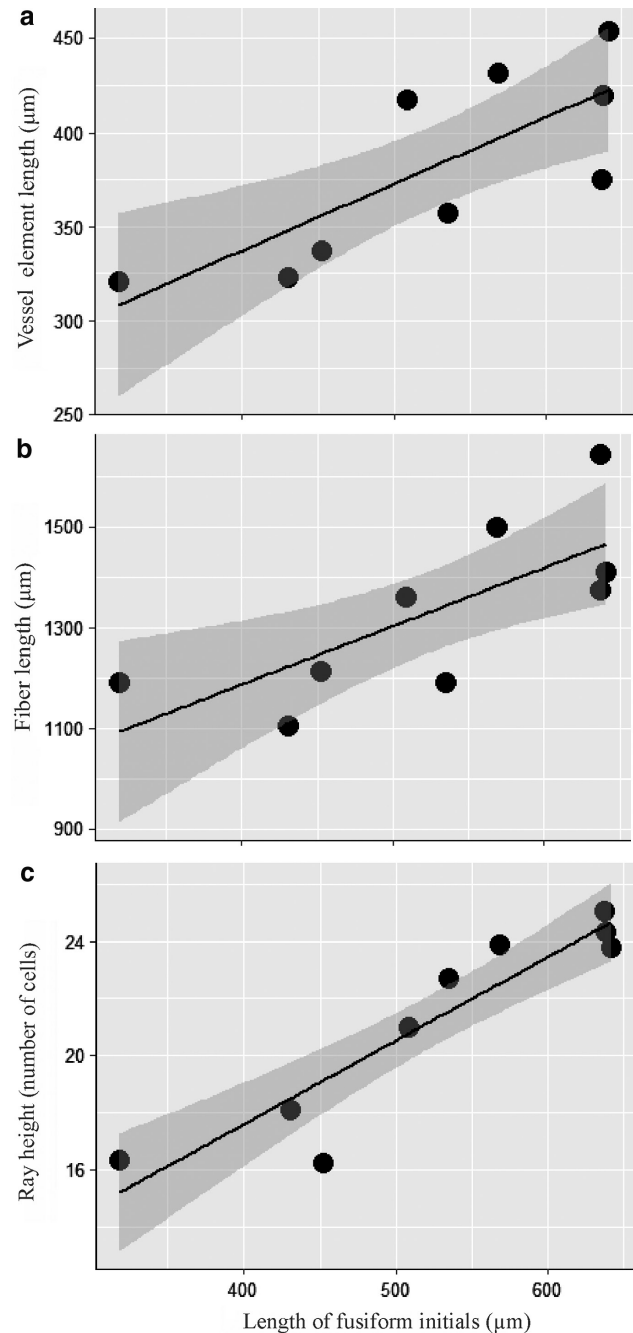 a
450
400
350
300
250
Vessel element length (µm)
b
1500
1300
1100
900
Fiber length (µm)
c
24
20
16
Ray height (number of cells)
400 500 600
Length of fusiform initials (µm)